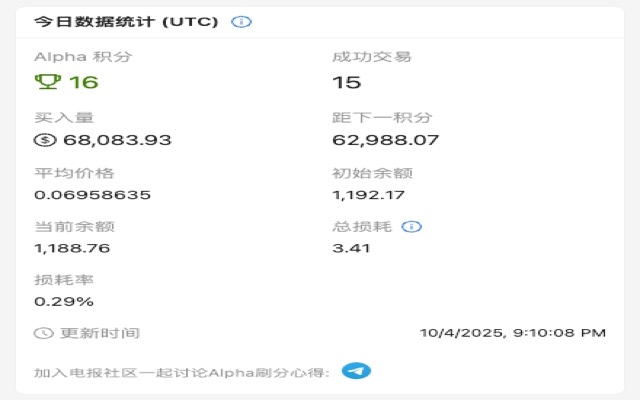 今日数据统计 (UTC)
Alpha 积分
成功交易
16
15
买入量
距下一积分
68,083.93
62,988.07
平均价格
初始余额
0.06958635
1,192.17
当前余额
总损耗
1,188.76
3.41
损耗率
0.29%
更新时间
10/4/2025, 9:10:08 PM
加入电报社区一起讨论Alpha刷分心得: